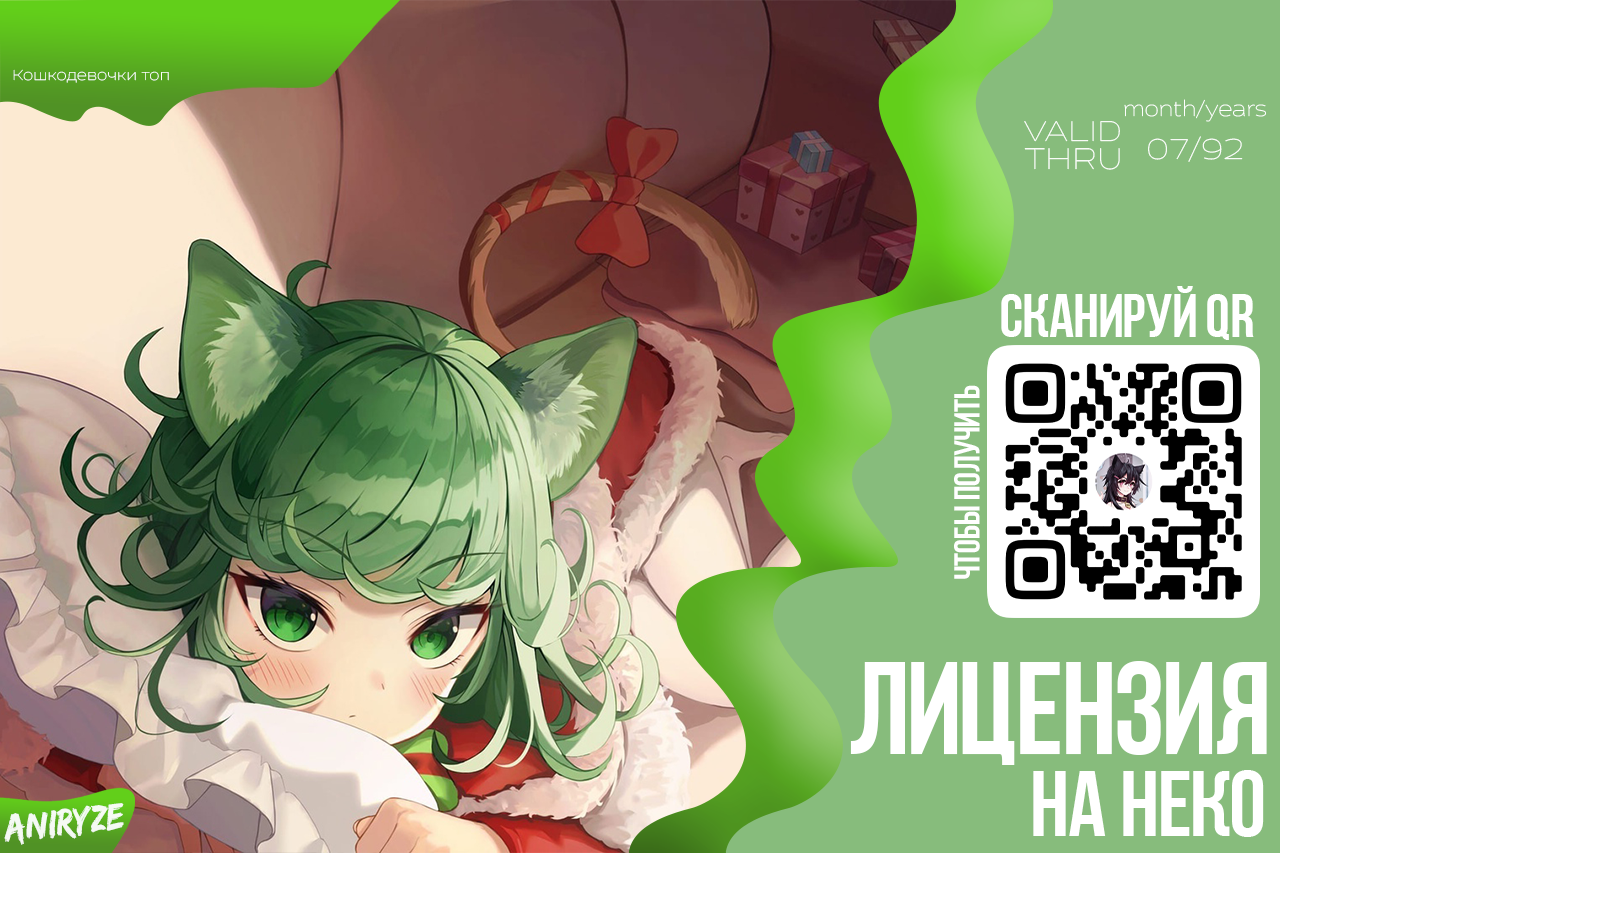 Кошкодевочки топ
month/years
VALID
THRU
07/92
СКАНИРУЙ QR
ЧТОБЫ ПОЛУЧИТЬ
ЛИЦЕНЗИЯ
НА НЕКО
ANIRYZE